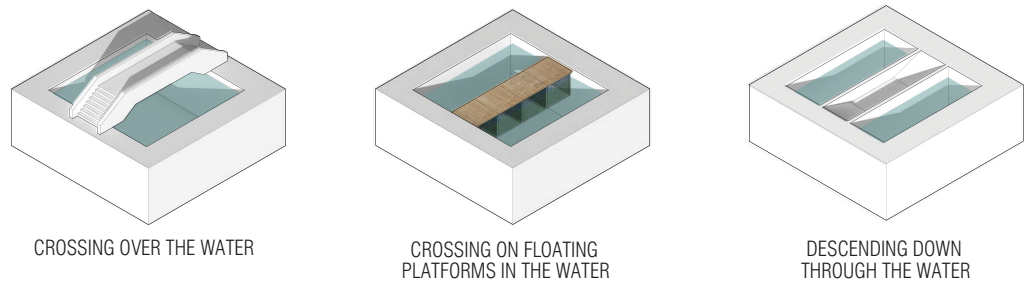 CROSSING OVER THE WATER
CROSSING ON FLOATING
PLATFORMS IN THE WATER
DESCENDING DOWN
THROUGH THE WATER